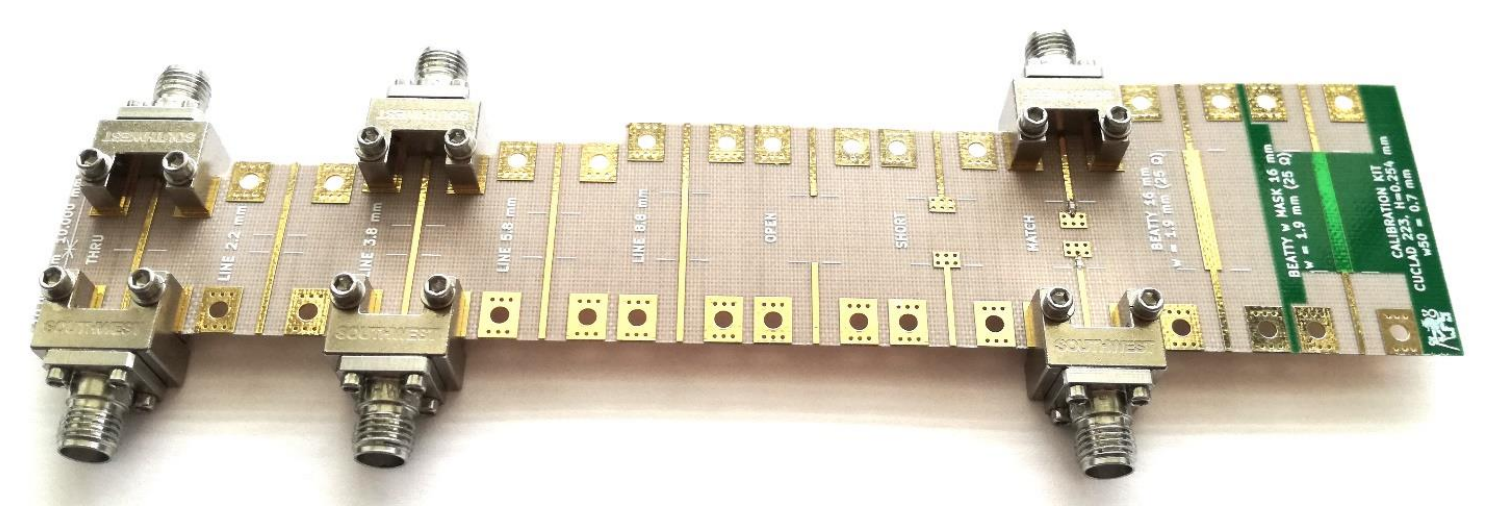 SOUTHWEST
SOUTHWEST
10.000 mm
THRU
LINE 2.2 mm
LINE 3.8 mm
LINE 5.8 mm
LINE 8.8 mm
OPEN
SHORT
MATCH
BEATTY 16 mm
w = 1.9 mm (25 Ω)
BEATTY w MASK 16 mm
w = 1.9 mm (25 Ω)
CALIBRATION KIT
CUCLAD 223, H=0.254 mm
w50 = 0.7 mm
SOUTHWEST
SOUTHWEST
SOUTHWEST